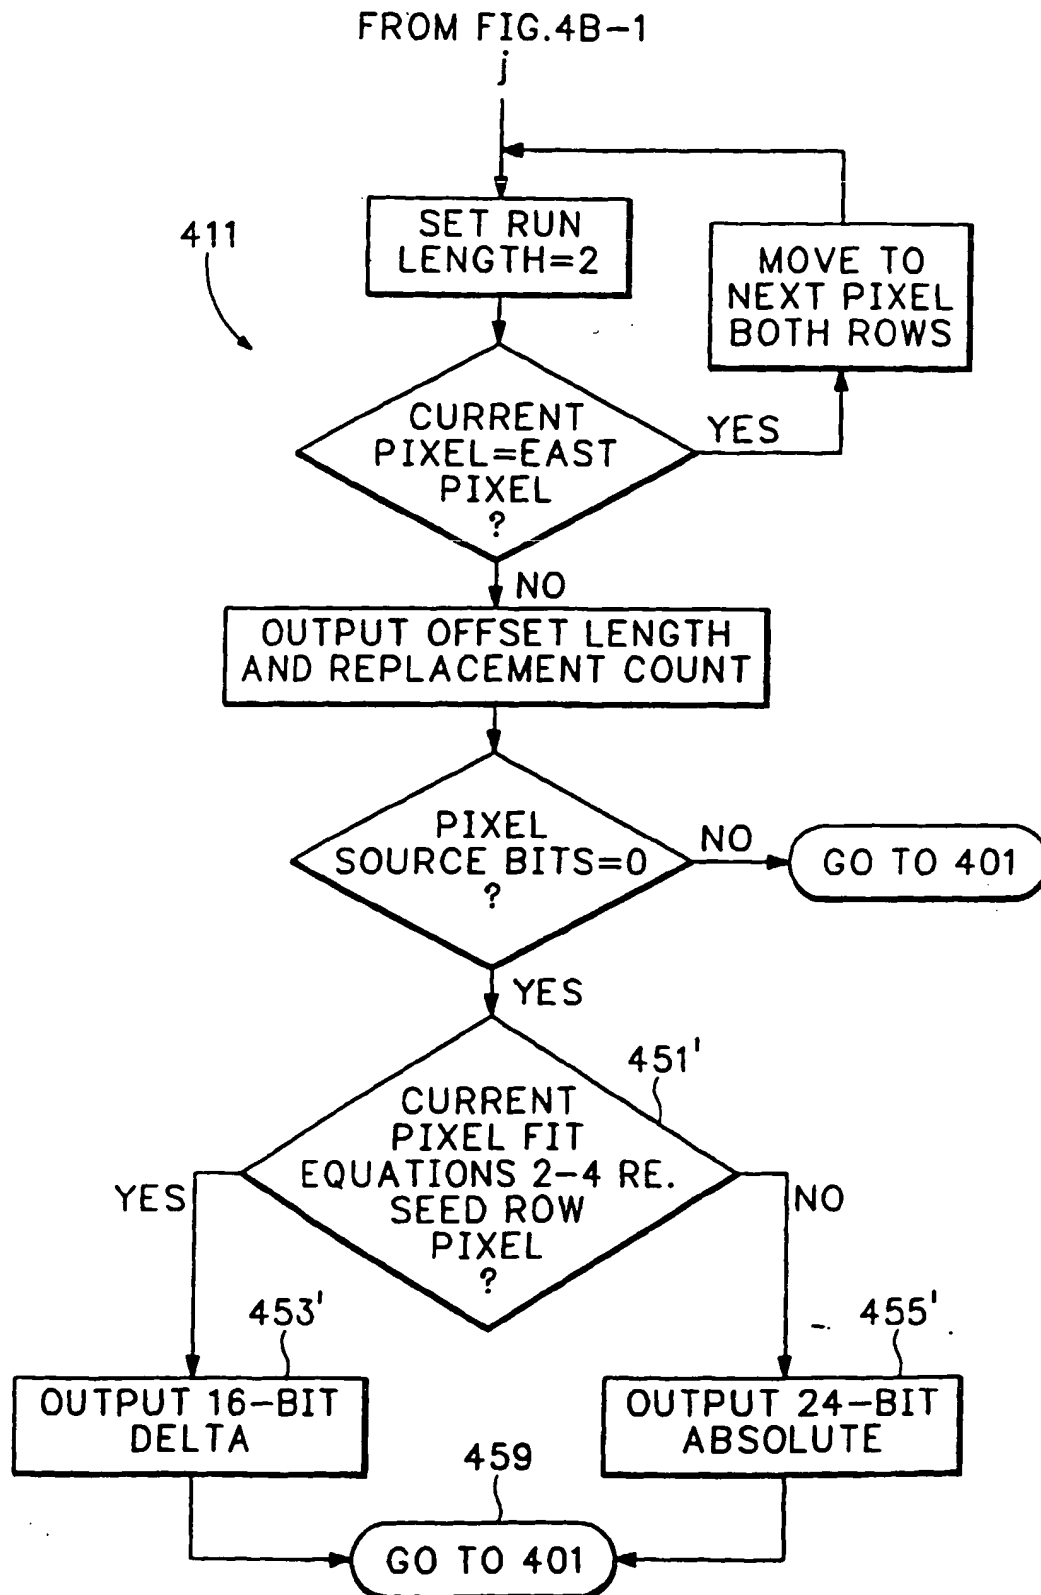 FROM FIG.4B-1
j
SET RUN
LENGTH=2
411
MOVE TO
NEXT PIXEL
BOTH ROWS
CURRENT
PIXEL=EAST
PIXEL
?
YES
NO
OUTPUT OFFSET LENGTH
AND REPLACEMENT COUNT
PIXEL
SOURCE BITS=0
?
NO
GO TO 401
YES
451'
CURRENT
PIXEL FIT
EQUATIONS 2-4 RE.
SEED ROW
PIXEL
?
YES
NO
453'
455'
OUTPUT 16-BIT
DELTA
OUTPUT 24-BIT
ABSOLUTE
459
GO TO 401